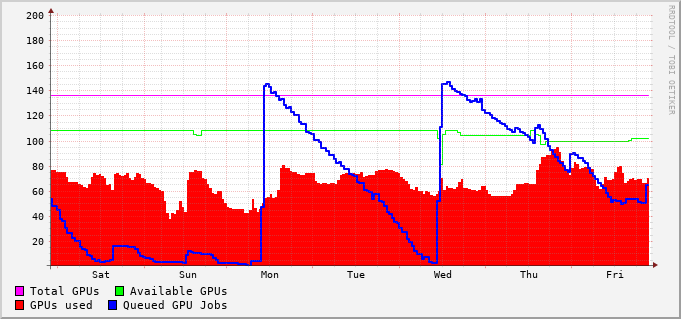 200
180
160
140
120
100
80
60
40
20
Sat Sun Mon Tue Wed Thu Fri
Total GPUs Available GPUs
GPUs used Queued GPU Jobs
RRDTOOL / TOBI OETIKER